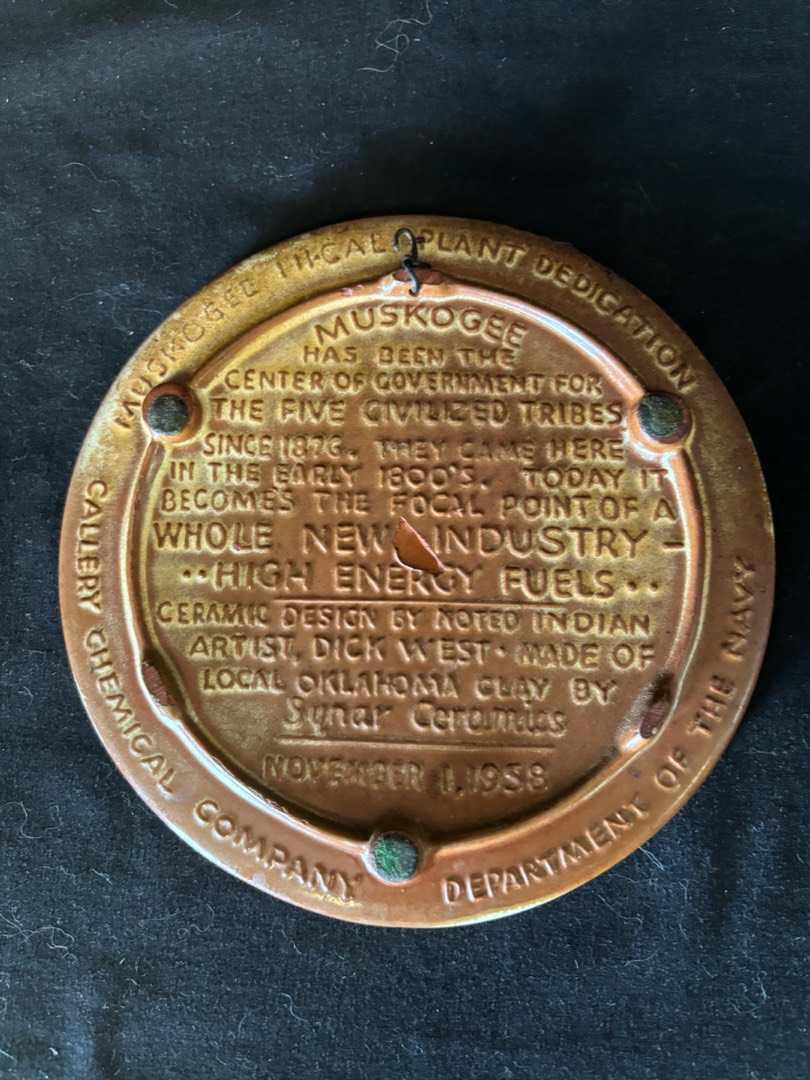 MUSKOGEE HI-CAL PLANT DEDICATION
MUSKOGEE
HAS BEEN THE
CENTER OF GOVERNMENT FOR
THE FIVE CIVILIZED TRIBES
SINCE 1876. THEY CAME HERE
IN THE EARLY 1800'S. TODAY IT
BECOMES THE FOCAL POINT OF A
WHOLE NEW INDUSTRY -
··HIGH ENERGY FUELS··
CERAMIC DESIGN BY NOTED INDIAN
ARTIST, DICK WEST· MADE OF
LOCAL OKLAHOMA CLAY BY
Synar Ceramics
NOVEMBER 1, 1958
CALLERY CHEMICAL COMPANY
DEPARTMENT OF THE NAVY